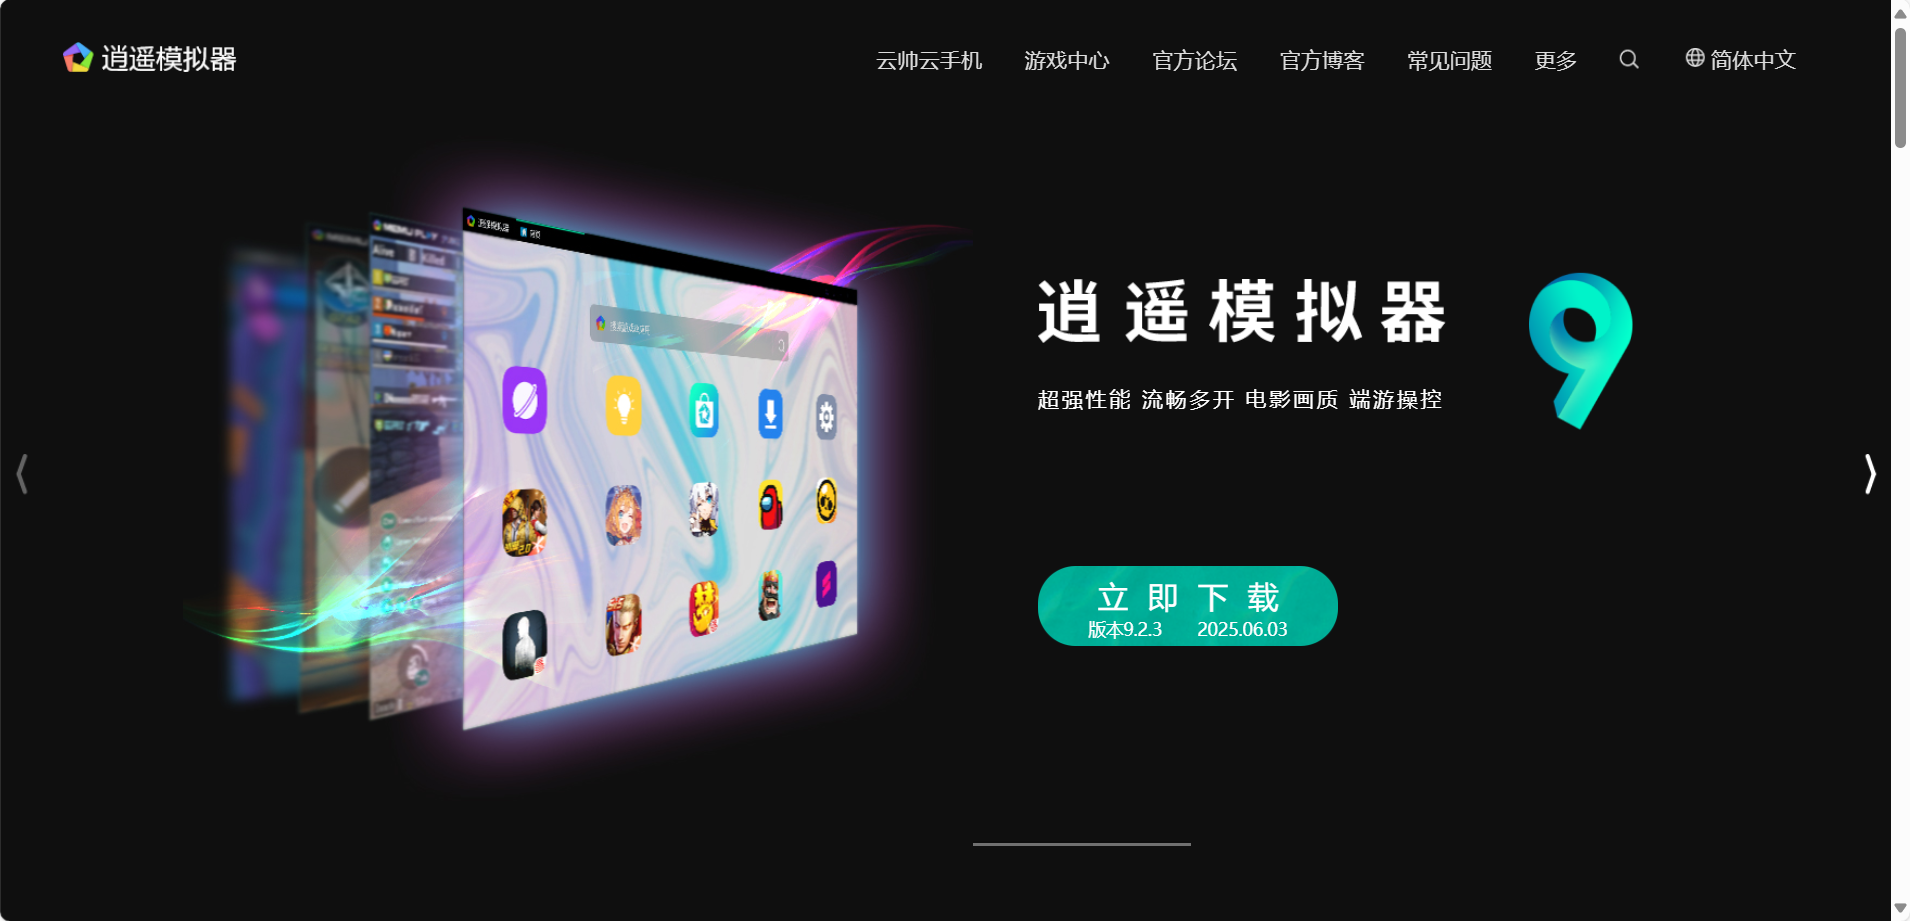 逍遥模拟器
云帅云手机
游戏中心
官方论坛
官方博客
常见问题
更多
简体中文
逍遥模拟器
超强性能 流畅多开 电影画质 端游操控
立即下载
版本9.2.3 2025.06.03
9